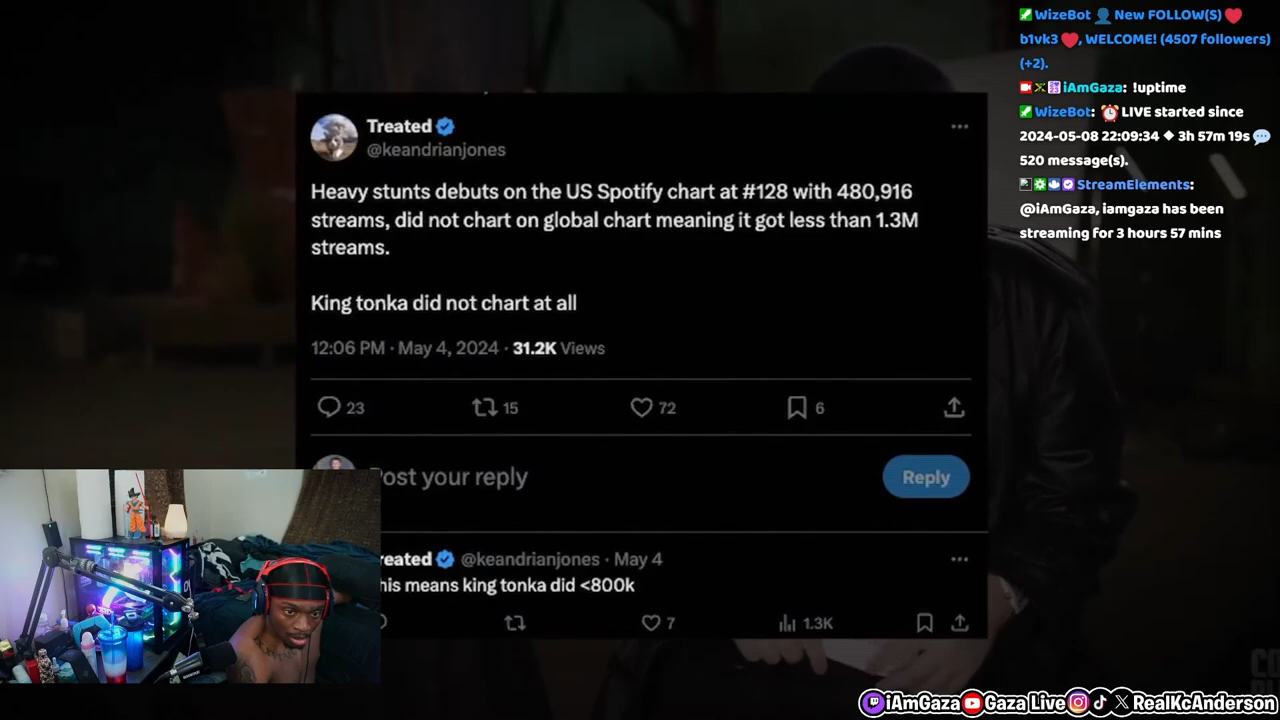 Treated
@keandrianjones
Heavy stunts debuts on the US Spotify chart at #128 with 480,916
streams, did not chart on global chart meaning it got less than 1.3M
streams.
King tonka did not chart at all
12:06 PM · May 4, 2024 · 31.2K Views
23 15 72 6
ost your reply
Reply
reated @keandrianjones · May 4
his means king tonka did <800k
7 1.3K
WizeBot New FOLLOW(S)
b1vk3 , WELCOME! (4507 followers)
(+2).
iAmGaza: !uptime
WizeBot: LIVE started since
2024-05-08 22:09:34 ◆ 3h 57m 19s
520 message(s).
StreamElements:
@iAmGaza, iamgaza has been
streaming for 3 hours 57 mins
iAmGaza Gaza Live RealKcAnderson